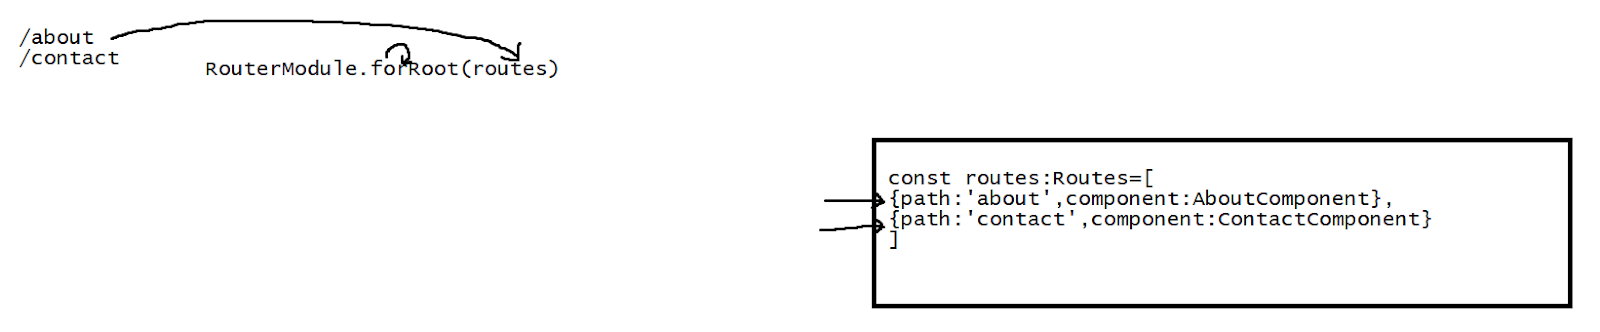 /about
/contact
RouterModule.forRoot(routes)
const routes:Routes=[
{path:'about',component:AboutComponent},
{path:'contact',component:ContactComponent}
]